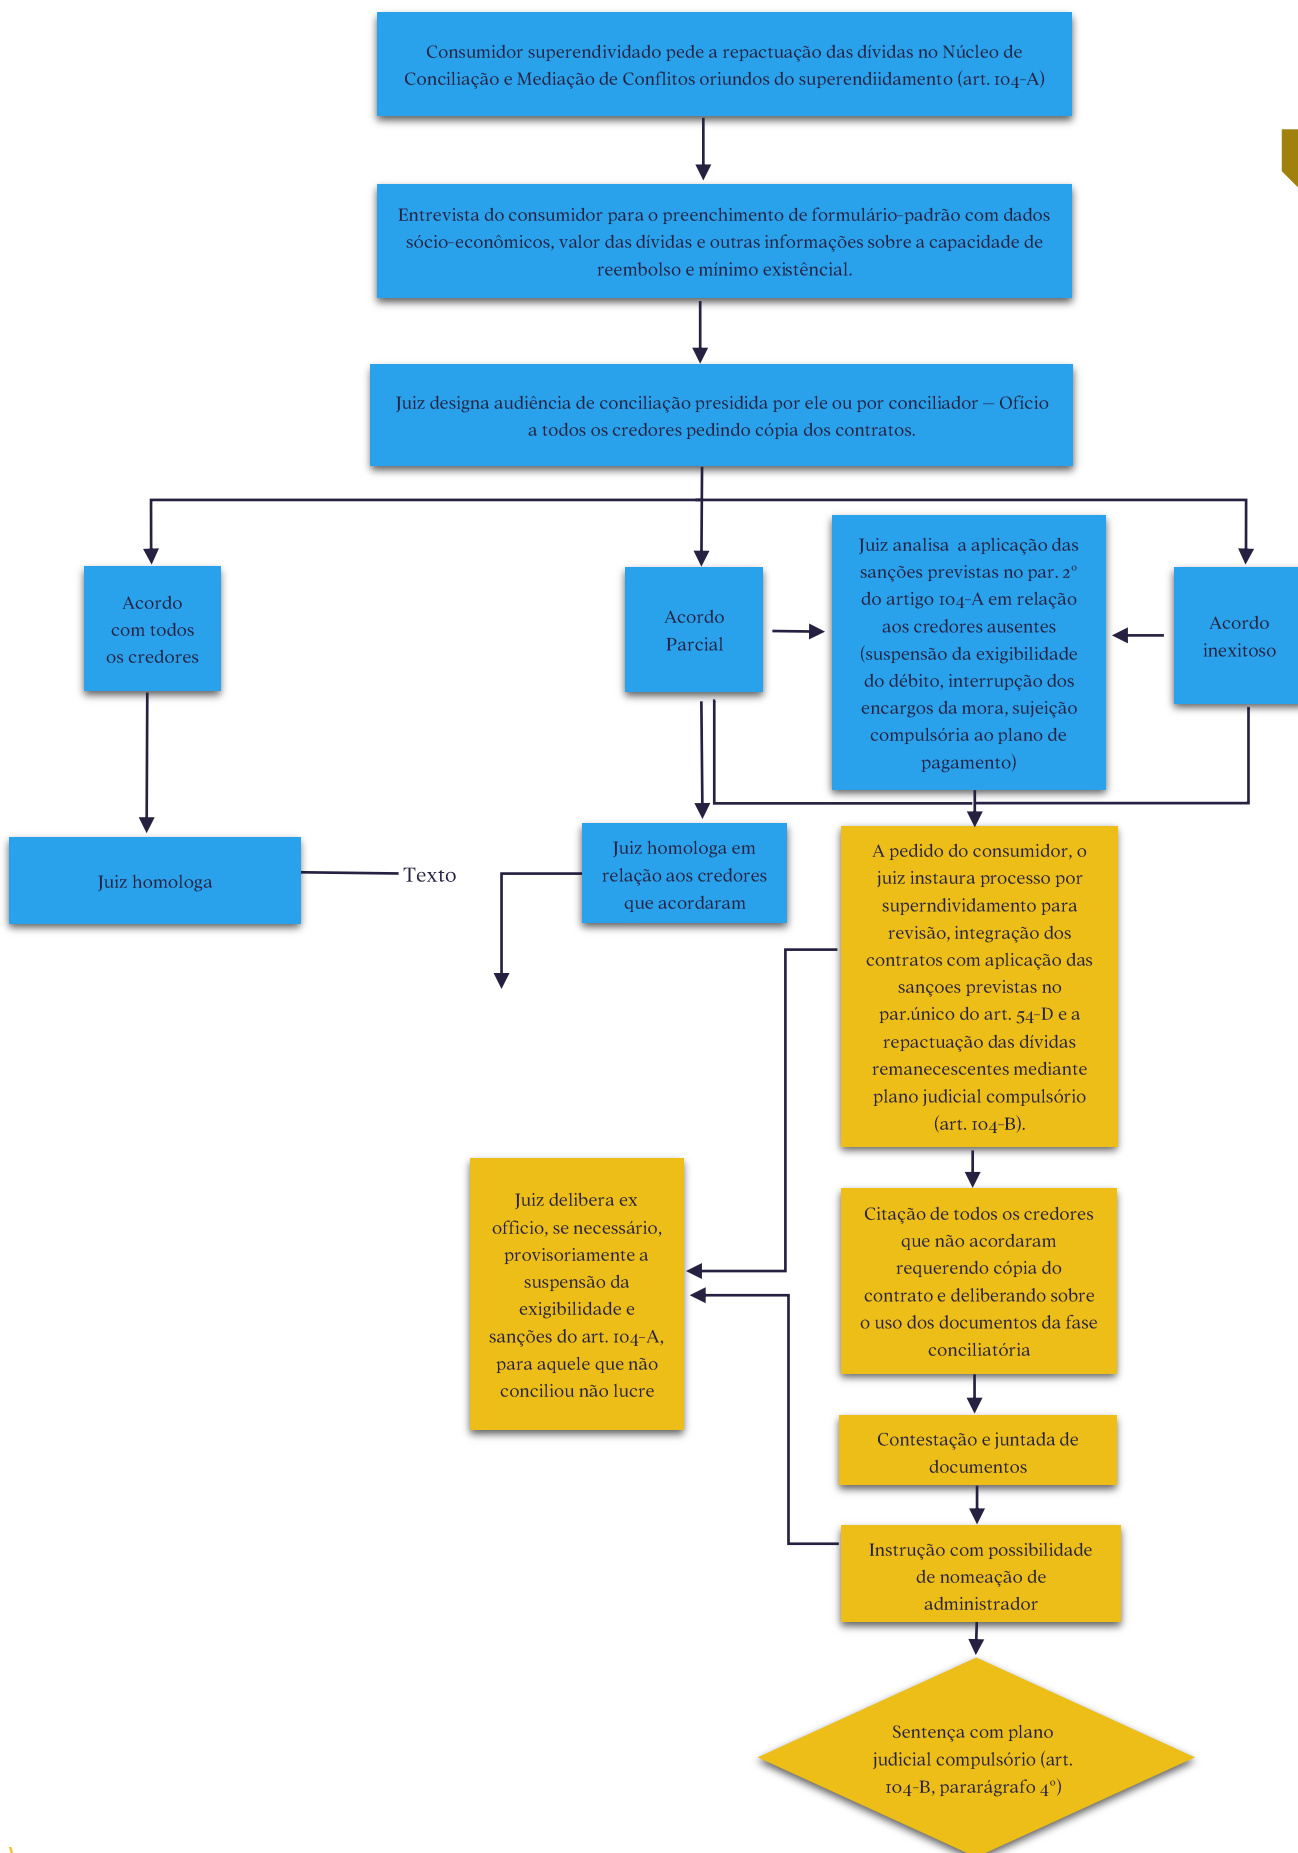 Consumidor superendividado pede a repactuação das dívidas no Núcleo de
Conciliação e Mediação de Conflitos oriundos do superendiidamento (art. 104-A)
Entrevista do consumidor para o preenchimento de formulário-padrão com dados
sócio-econômicos, valor das dívidas e outras informações sobre a capacidade de
reembolso e mínimo existêncial.
Juiz designa audiência de conciliação presidida por ele ou por conciliador – Ofício
a todos os credores pedindo cópia dos contratos.
Acordo
com todos
os credores
Acordo
Parcial
Juiz analisa a aplicação das
sanções previstas no par. 2º
do artigo 104-A em relação
aos credores ausentes
(suspensão da exigibilidade
do débito, interrupção dos
encargos da mora, sujeição
compulsória ao plano de
pagamento)
Acordo
inexitoso
Juiz homologa
Texto
Juiz homologa em
relação aos credores
que acordaram
A pedido do consumidor, o
juiz instaura processo por
superndividamento para
revisão, integração dos
contratos com aplicação das
sançoes previstas no
par.único do art. 54-D e a
repactuação das dívidas
remanecescentes mediante
plano judicial compulsório
(art. 104-B).
Juiz delibera ex
officio, se necessário,
provisoriamente a
suspensão da
exigibilidade e
sanções do art. 104-A,
para aquele que não
conciliou não lucre
Citação de todos os credores
que não acordaram
requerendo cópia do
contrato e deliberando sobre
o uso dos documentos da fase
conciliatória
Contestação e juntada de
documentos
Instrução com possibilidade
de nomeação de
administrador
Sentença com plano
judicial compulsório (art.
104-B, pararágrafo 4º)